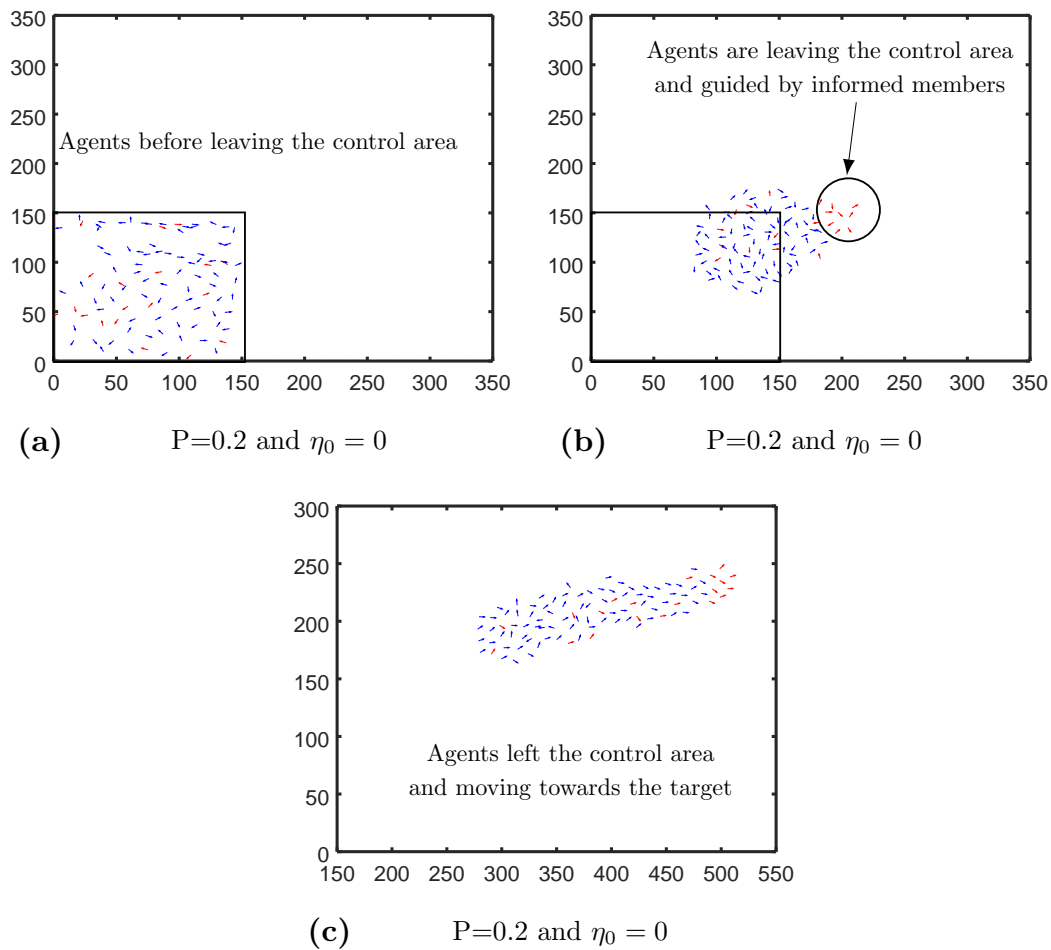 350
300
250
200
150
100
50
0
Agents before leaving the control area
0 50 100 150 200 250 300 350
(a) P=0.2 and η₀ = 0
350
300
250
200
150
100
50
0
Agents are leaving the control area
and guided by informed members
0 50 100 150 200 250 300 350
(b) P=0.2 and η₀ = 0
300
250
200
150
100
50
0
Agents left the control area
and moving towards the target
150 200 250 300 350 400 450 500 550
(c) P=0.2 and η₀ = 0